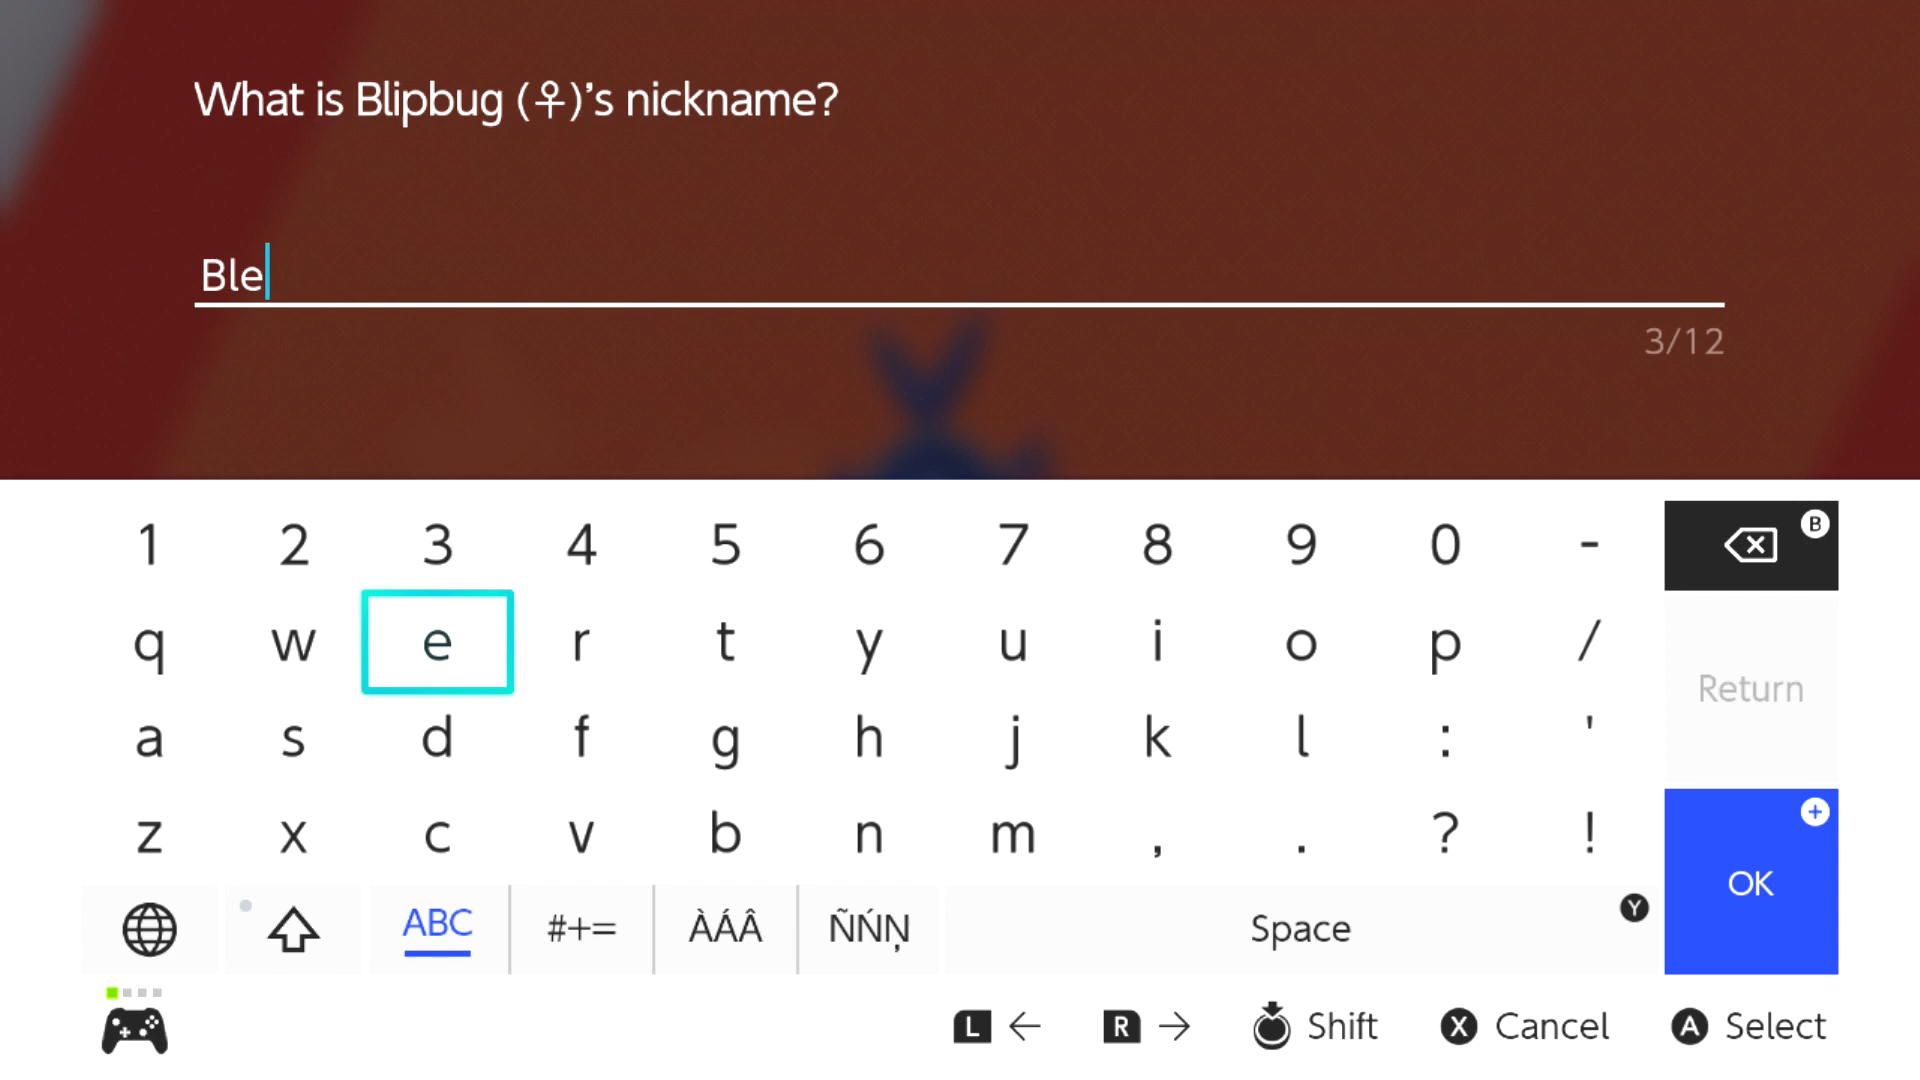 What is Blipbug (♀)'s nickname?
Ble
3/12
1 2 3 4 5 6 7 8 9 0 -
q w e r t y u i o p /
Return
a s d f g h j k l : '
z x c v b n m , . ? !
OK
ABC #+= ÀÁÂ ÑŃŅ Space
B
+
Y
L ← R → Shift X Cancel A Select